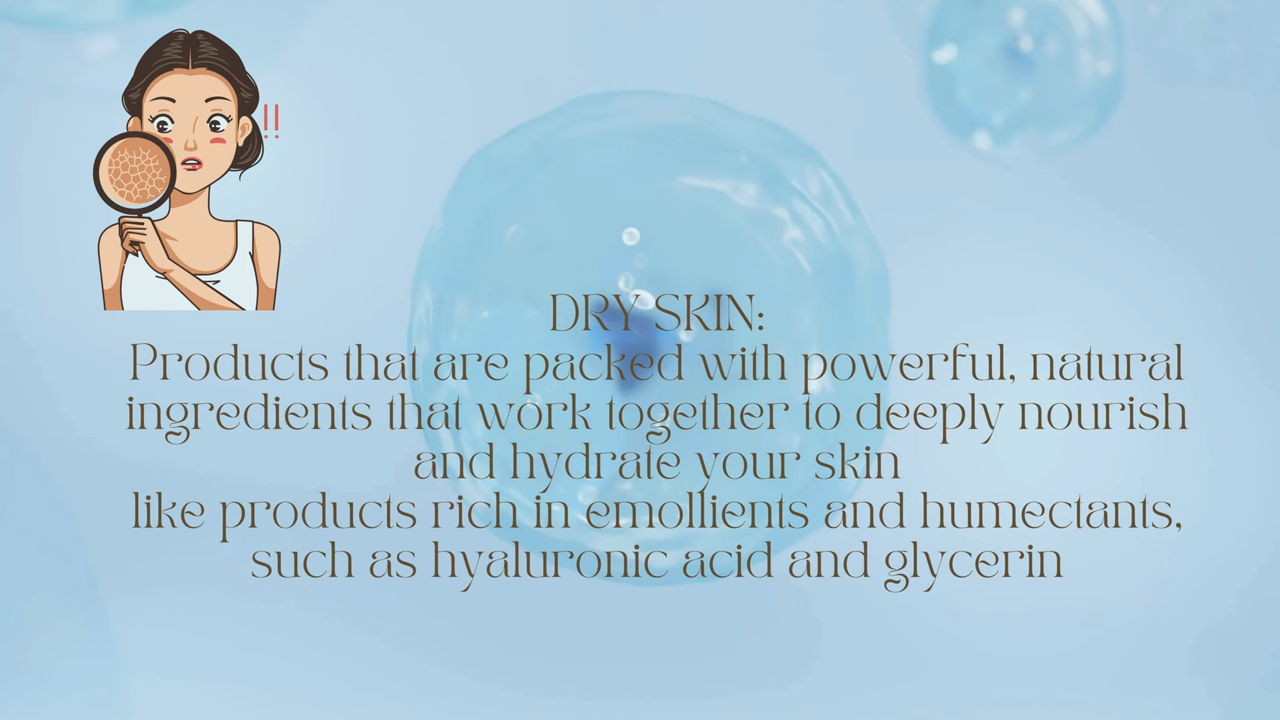 !!
DRY SKIN:
Products that are packed with powerful, natural
ingredients that work together to deeply nourish
and hydrate your skin
like products rich in emollients and humectants,
such as hyaluronic acid and glycerin